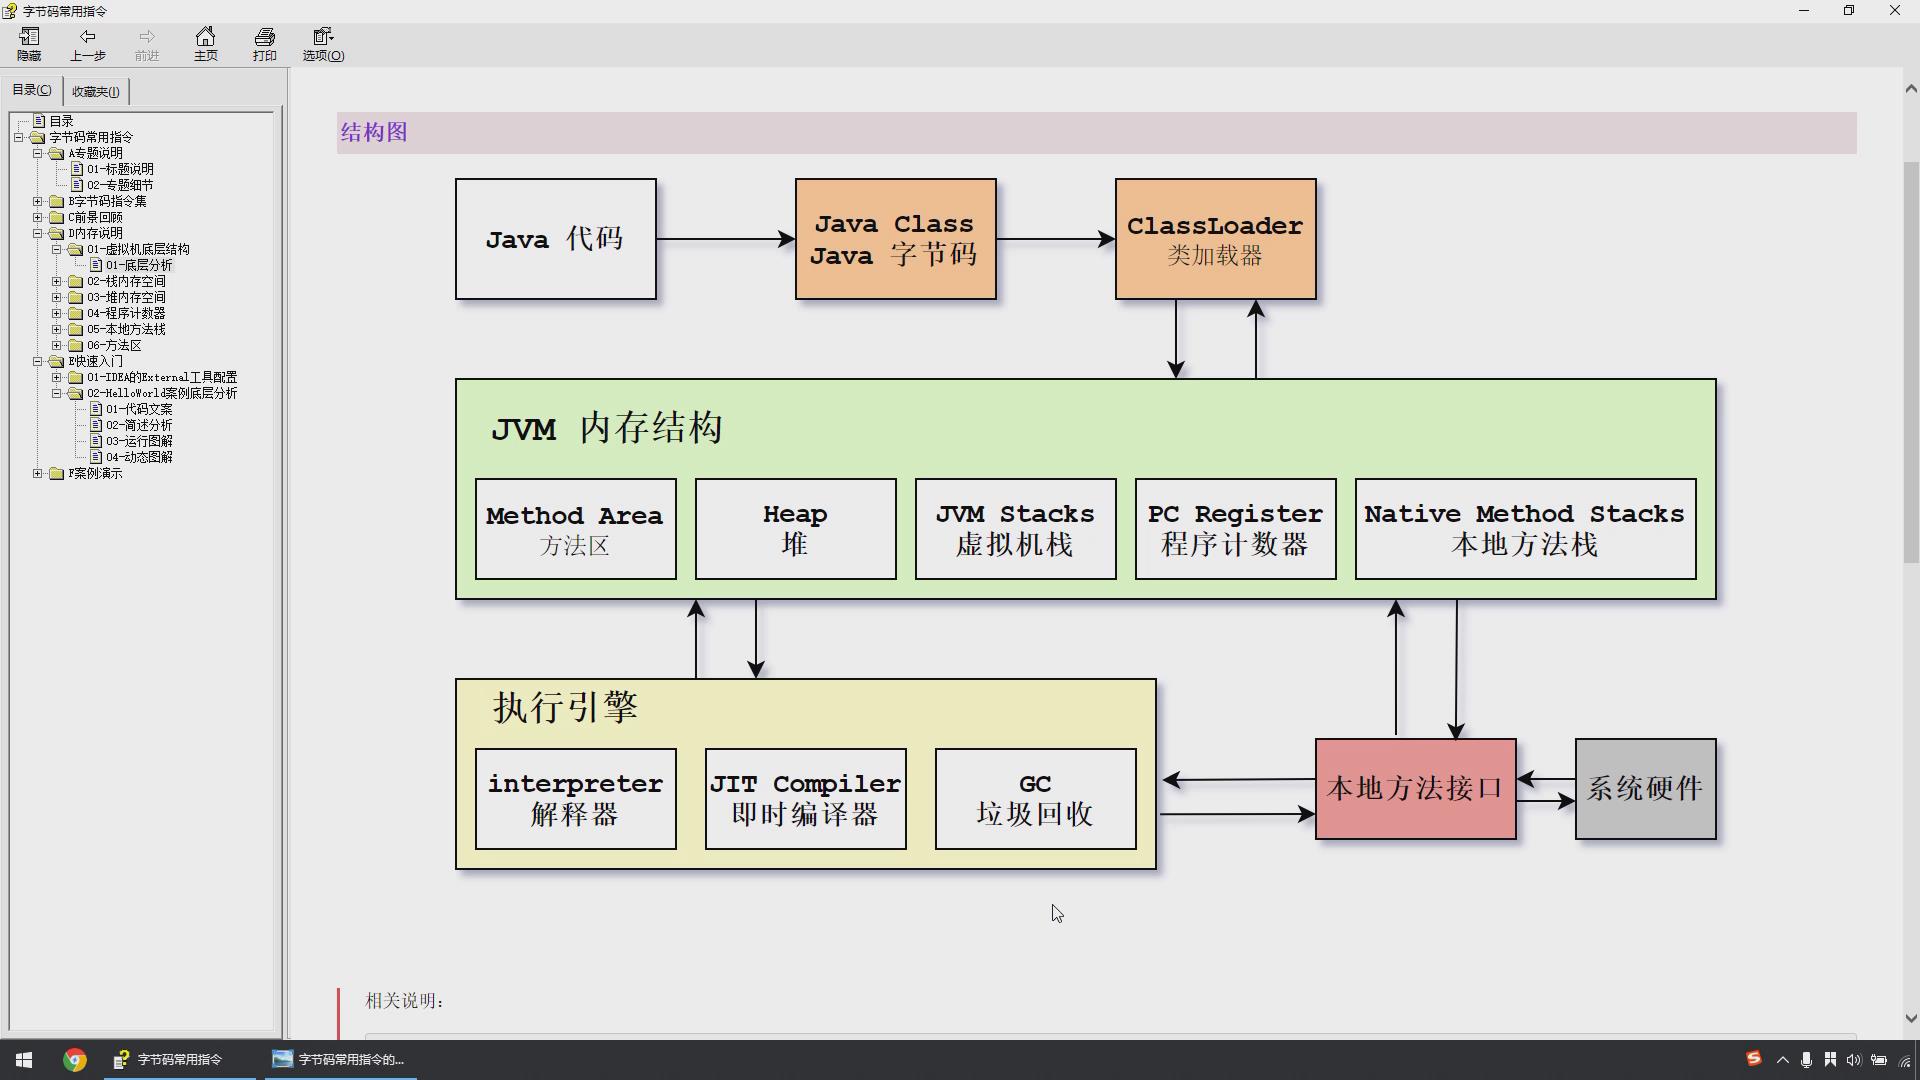 字节码常用指令
隐藏
上一步
前进
主页
打印
选项(O)
目录(C)
收藏夹(I)
目录
字节码常用指令
A专题说明
01-标题说明
02-专题细节
B字节码指令集
C前景回顾
D内存说明
01-虚拟机底层结构
01-底层分析
02-栈内存空间
03-堆内存空间
04-程序计数器
05-本地方法栈
06-方法区
E快速入门
01-IDEA的External工具配置
02-HelloWorld案例底层分析
01-代码文案
02-简述分析
03-运行图解
04-动态图解
F案例演示
结构图
Java 代码
Java Class
Java 字节码
ClassLoader
类加载器
JVM 内存结构
Method Area
方法区
Heap
堆
JVM Stacks
虚拟机栈
PC Register
程序计数器
Native Method Stacks
本地方法栈
执行引擎
interpreter
解释器
JIT Compiler
即时编译器
GC
垃圾回收
本地方法接口
系统硬件
相关说明：
字节码常用指令
字节码常用指令的...